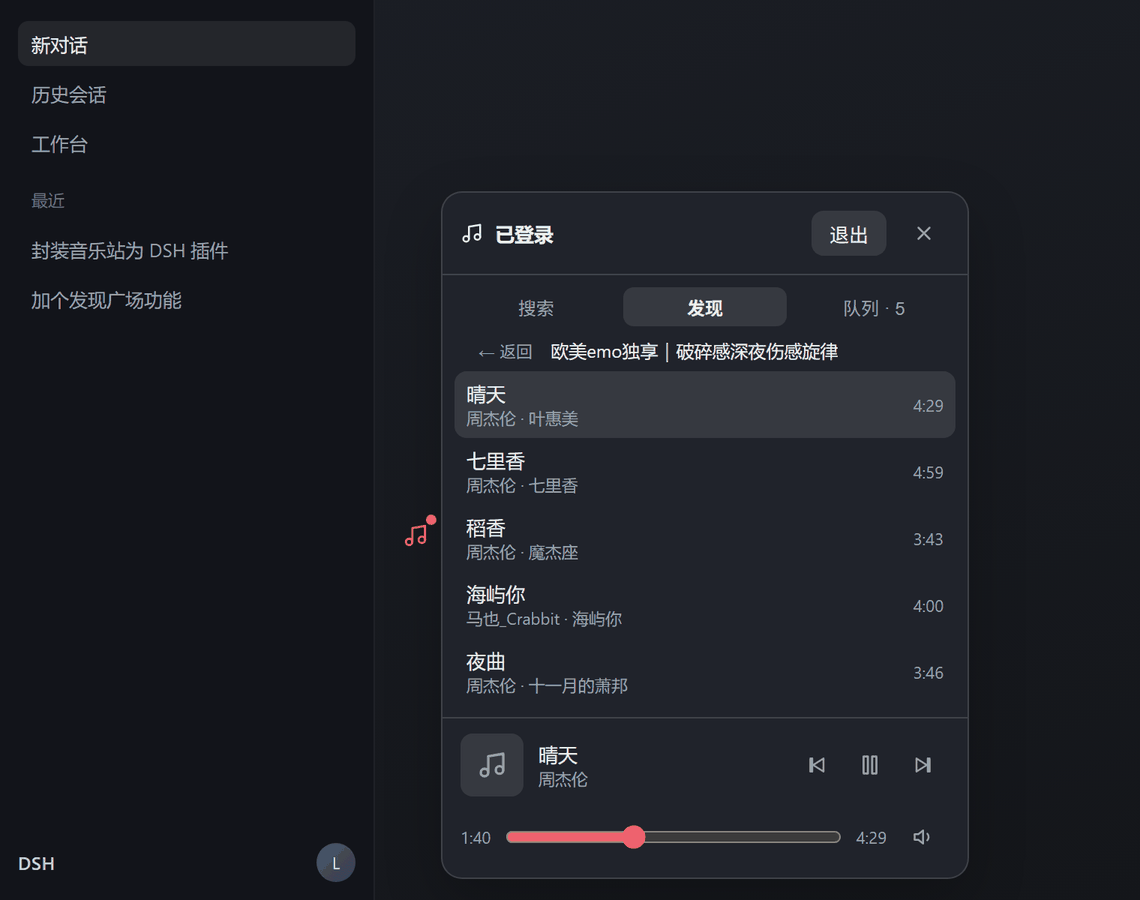 新对话
历史会话
工作台
最近
封装音乐站为 DSH 插件
加个发现广场功能
DSH
L
已登录
退出
搜索
发现
队列 · 5
← 返回
欧美emo独享｜破碎感深夜伤感旋律
晴天
周杰伦 · 叶惠美
4:29
七里香
周杰伦 · 七里香
4:59
稻香
周杰伦 · 魔杰座
3:43
海屿你
马也_Crabbit · 海屿你
4:00
夜曲
周杰伦 · 十一月的萧邦
3:46
晴天
周杰伦
1:40
4:29